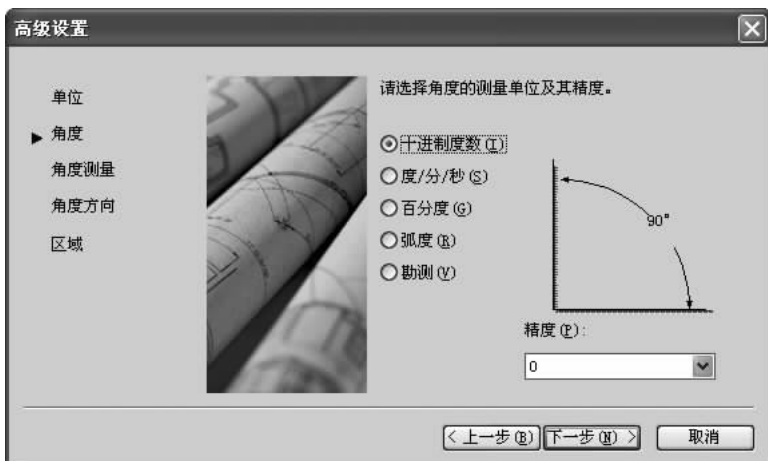 高级设置
单位
角度
角度测量
角度方向
区域
请选择角度的测量单位及其精度。
十进制度数(I)
度/分/秒(S)
百分度(G)
弧度(R)
勘测(V)
90°
精度(P):
0
< 上一步(B)
下一步(N) >
取消